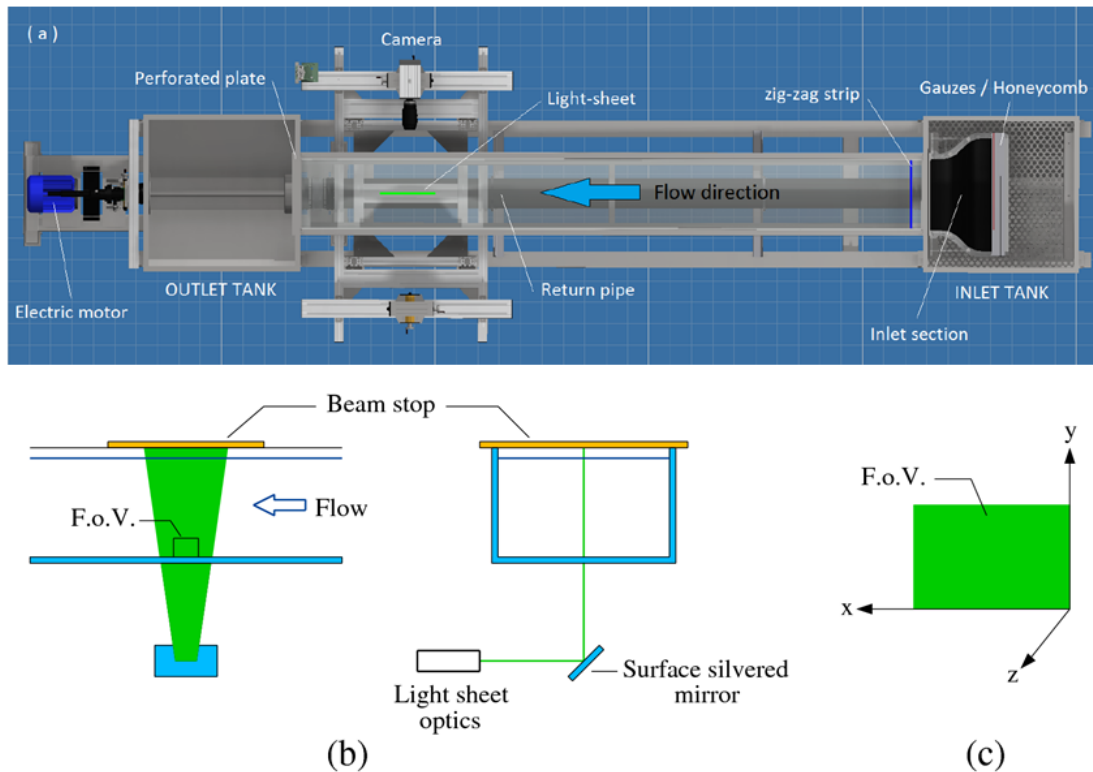 ( a )
Camera
Perforated plate
Light-sheet
zig-zag strip
Gauzes / Honeycomb
Flow direction
OUTLET TANK
Return pipe
INLET TANK
Electric motor
Inlet section
Beam stop
y
F.o.V.
Flow
F.o.V.
x
z
Surface silvered
mirror
Light sheet
optics
(b)
(c)